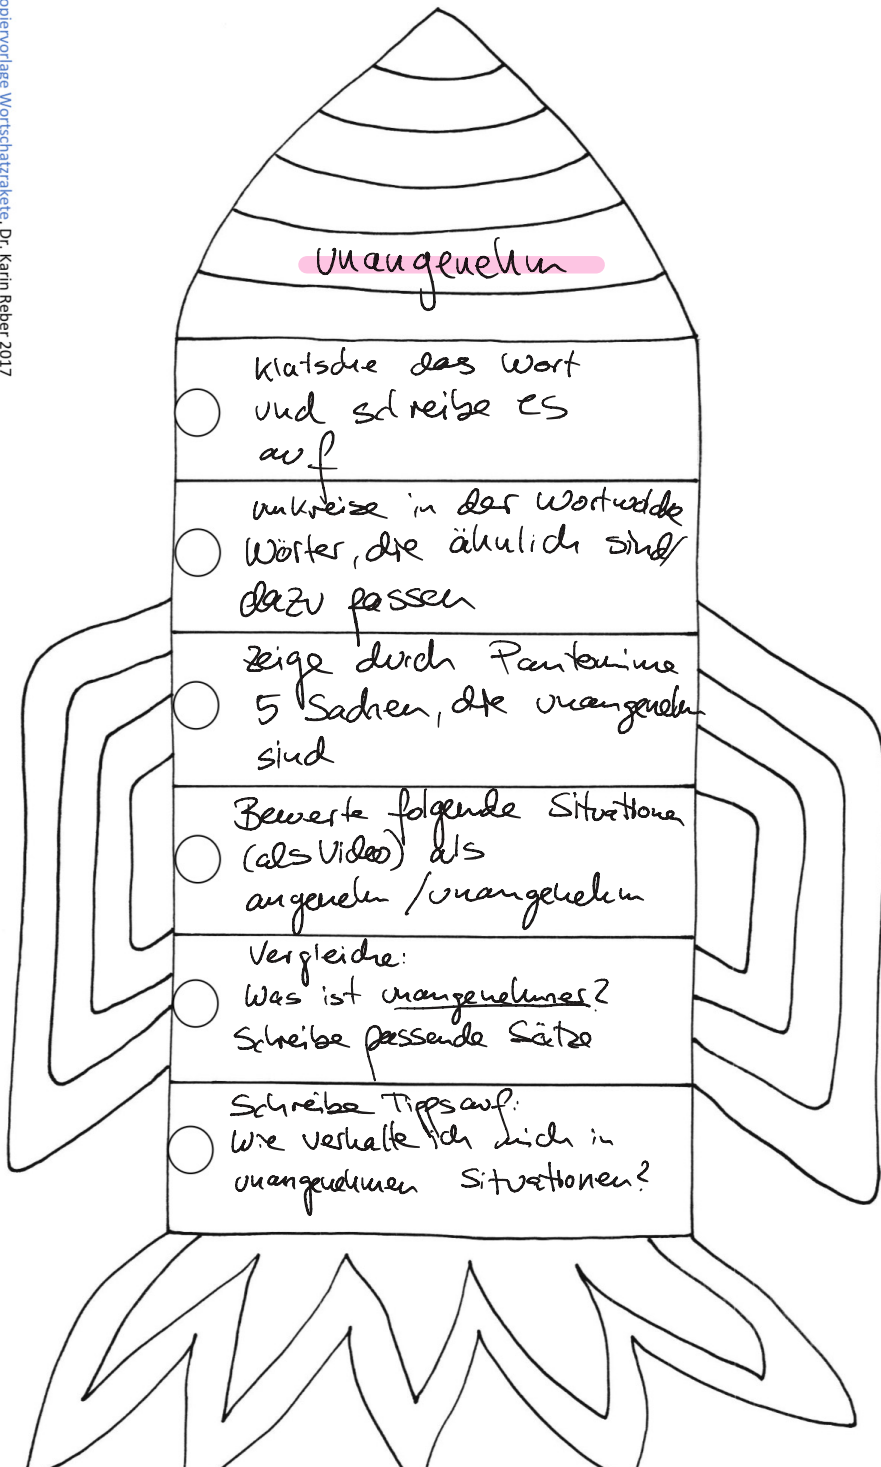 opiervorlage Wortschatzrakete, Dr. Karin Reber 2017
unangenehm
Klatsche das Wort
und schreibe es
auf
umkreise in der Wortwolke
Wörter, die ähnlich sind/
dazu passen
Zeige durch Pantomime
5 Sachen, die unangenehm
sind
Bewerte folgende Situationen
(als Video) als
angenehm / unangenehm
Vergleiche:
Was ist unangenehmer?
Schreibe passende Sätze
Schreibe Tipps auf:
Wie verhalte ich mich in
unangenehmen Situationen?